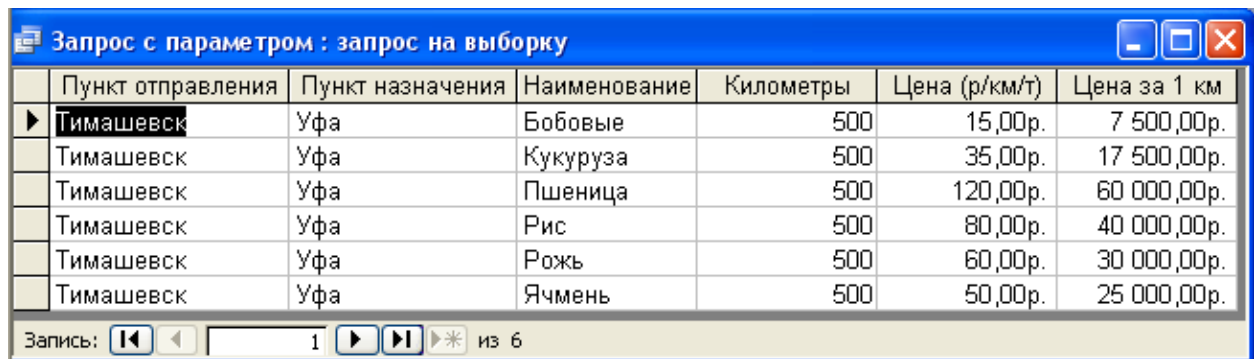 Запрос с параметром : запрос на выборку
Пункт отправления Пункт назначения Наименование Километры Цена (р/км/т) Цена за 1 км
Тимашевск Уфа Бобовые 500 15,00р. 7 500,00р.
Тимашевск Уфа Кукуруза 500 35,00р. 17 500,00р.
Тимашевск Уфа Пшеница 500 120,00р. 60 000,00р.
Тимашевск Уфа Рис 500 80,00р. 40 000,00р.
Тимашевск Уфа Рожь 500 60,00р. 30 000,00р.
Тимашевск Уфа Ячмень 500 50,00р. 25 000,00р.
Запись: 1 из 6